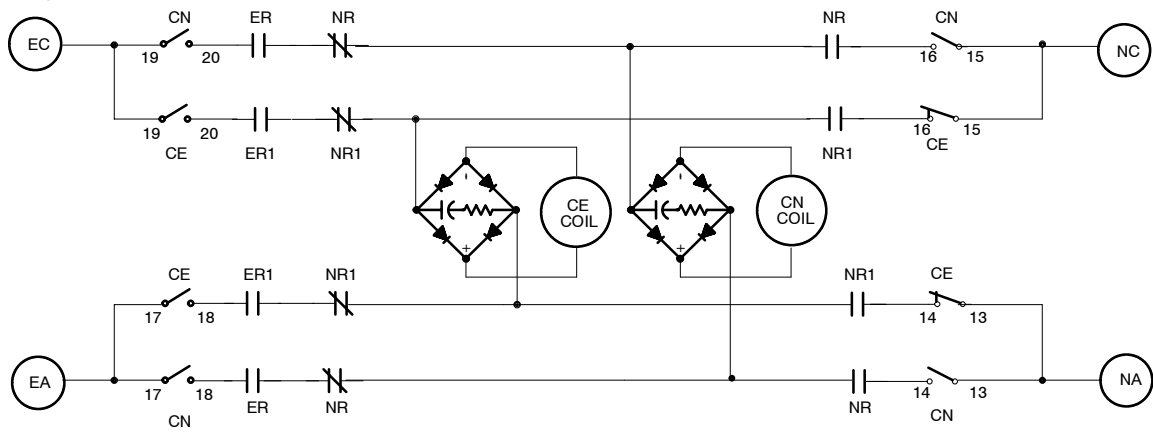 CN ER NR NR CN
EC 19 20 16 15 NC
19 20 16 15
CE ER1 NR1 NR1 CE
- -
CE COIL
CN COIL
+ +
CE ER1 NR1 NR1 CE
17 18 14 13
EA 17 18 14 13 NA
CN ER NR NR CN